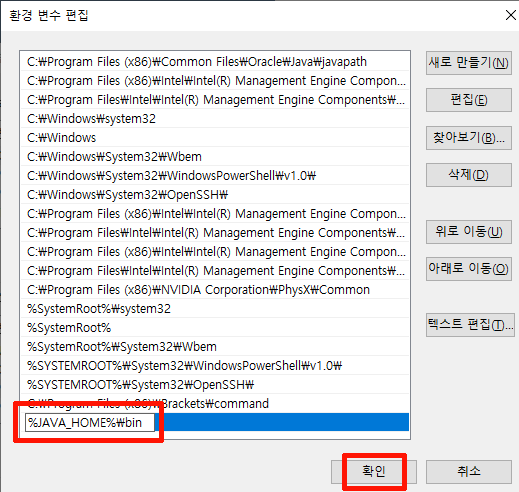 환경 변수 편집
C:₩Program Files (x86)₩Common Files₩Oracle₩Java₩javapath
C:₩Program Files (x86)₩Intel₩Intel(R) Management Engine Compon...
C:₩Program Files₩Intel₩Intel(R) Management Engine Components₩...
C:₩Windows₩system32
C:₩Windows
C:₩Windows₩System32₩Wbem
C:₩Windows₩System32₩WindowsPowerShell₩v1.0₩
C:₩Windows₩System32₩OpenSSH₩
C:₩Program Files (x86)₩Intel₩Intel(R) Management Engine Compon...
C:₩Program Files₩Intel₩Intel(R) Management Engine Components₩...
C:₩Program Files (x86)₩Intel₩Intel(R) Management Engine Compon...
C:₩Program Files₩Intel₩Intel(R) Management Engine Components₩...
C:₩Program Files (x86)₩NVIDIA Corporation₩PhysX₩Common
%SystemRoot%₩system32
%SystemRoot%
%SystemRoot%₩System32₩Wbem
%SYSTEMROOT%₩System32₩WindowsPowerShell₩v1.0₩
%SYSTEMROOT%₩System32₩OpenSSH₩
C:₩Program Files (x86)₩Brackets₩command
%JAVA_HOME%₩bin
새로 만들기(N)
편집(E)
찾아보기(B)...
삭제(D)
위로 이동(U)
아래로 이동(O)
텍스트 편집(T)...
확인
취소